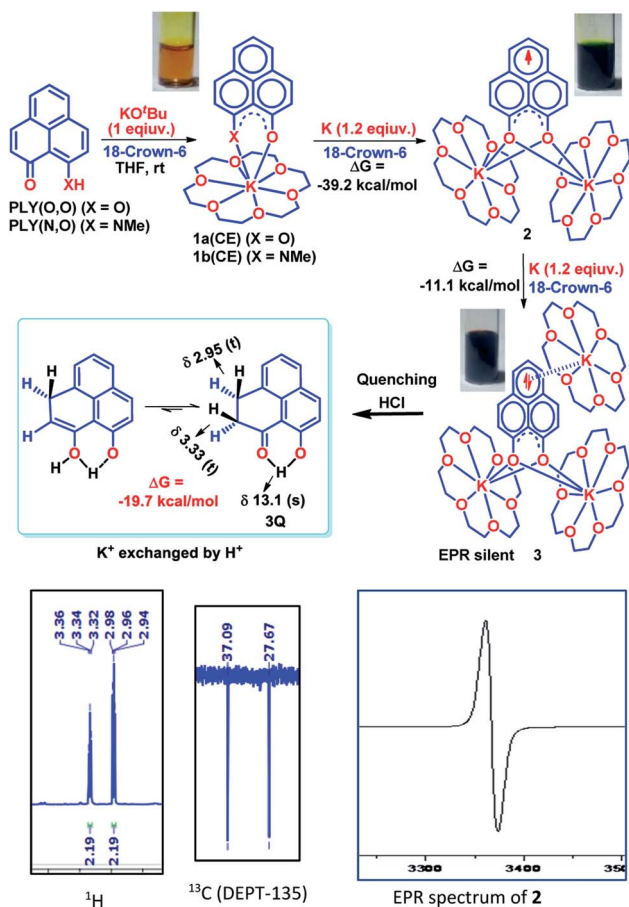 KOᵗBu
(1 eqiuv.)
18-Crown-6
THF, rt
O
XH
PLY(O,O) (X = O)
PLY(N,O) (X = NMe)
X O
O O
O K O
O O
1a(CE) (X = O)
1b(CE) (X = NMe)
K (1.2 eqiuv.)
18-Crown-6
ΔG =
-39.2 kcal/mol
O O O O
O K O O K O
O O O O
2
ΔG =
-11.1 kcal/mol
K (1.2 eqiuv.)
18-Crown-6
O O
O K O
O O
O O O O
O K O O K O
O O O O
EPR silent 3
Quenching
HCl
δ 2.95 (t)
H H
H
O O
H H
H H
H
H
O O
H
δ 3.33 (t)
ΔG =
-19.7 kcal/mol
δ 13.1 (s)
3Q
K⁺ exchanged by H⁺
3.36
3.34
3.32
2.98
2.96
2.94
2.19
2.19
¹H
37.09
27.67
¹³C (DEPT-135)
3300 3400 350
EPR spectrum of 2